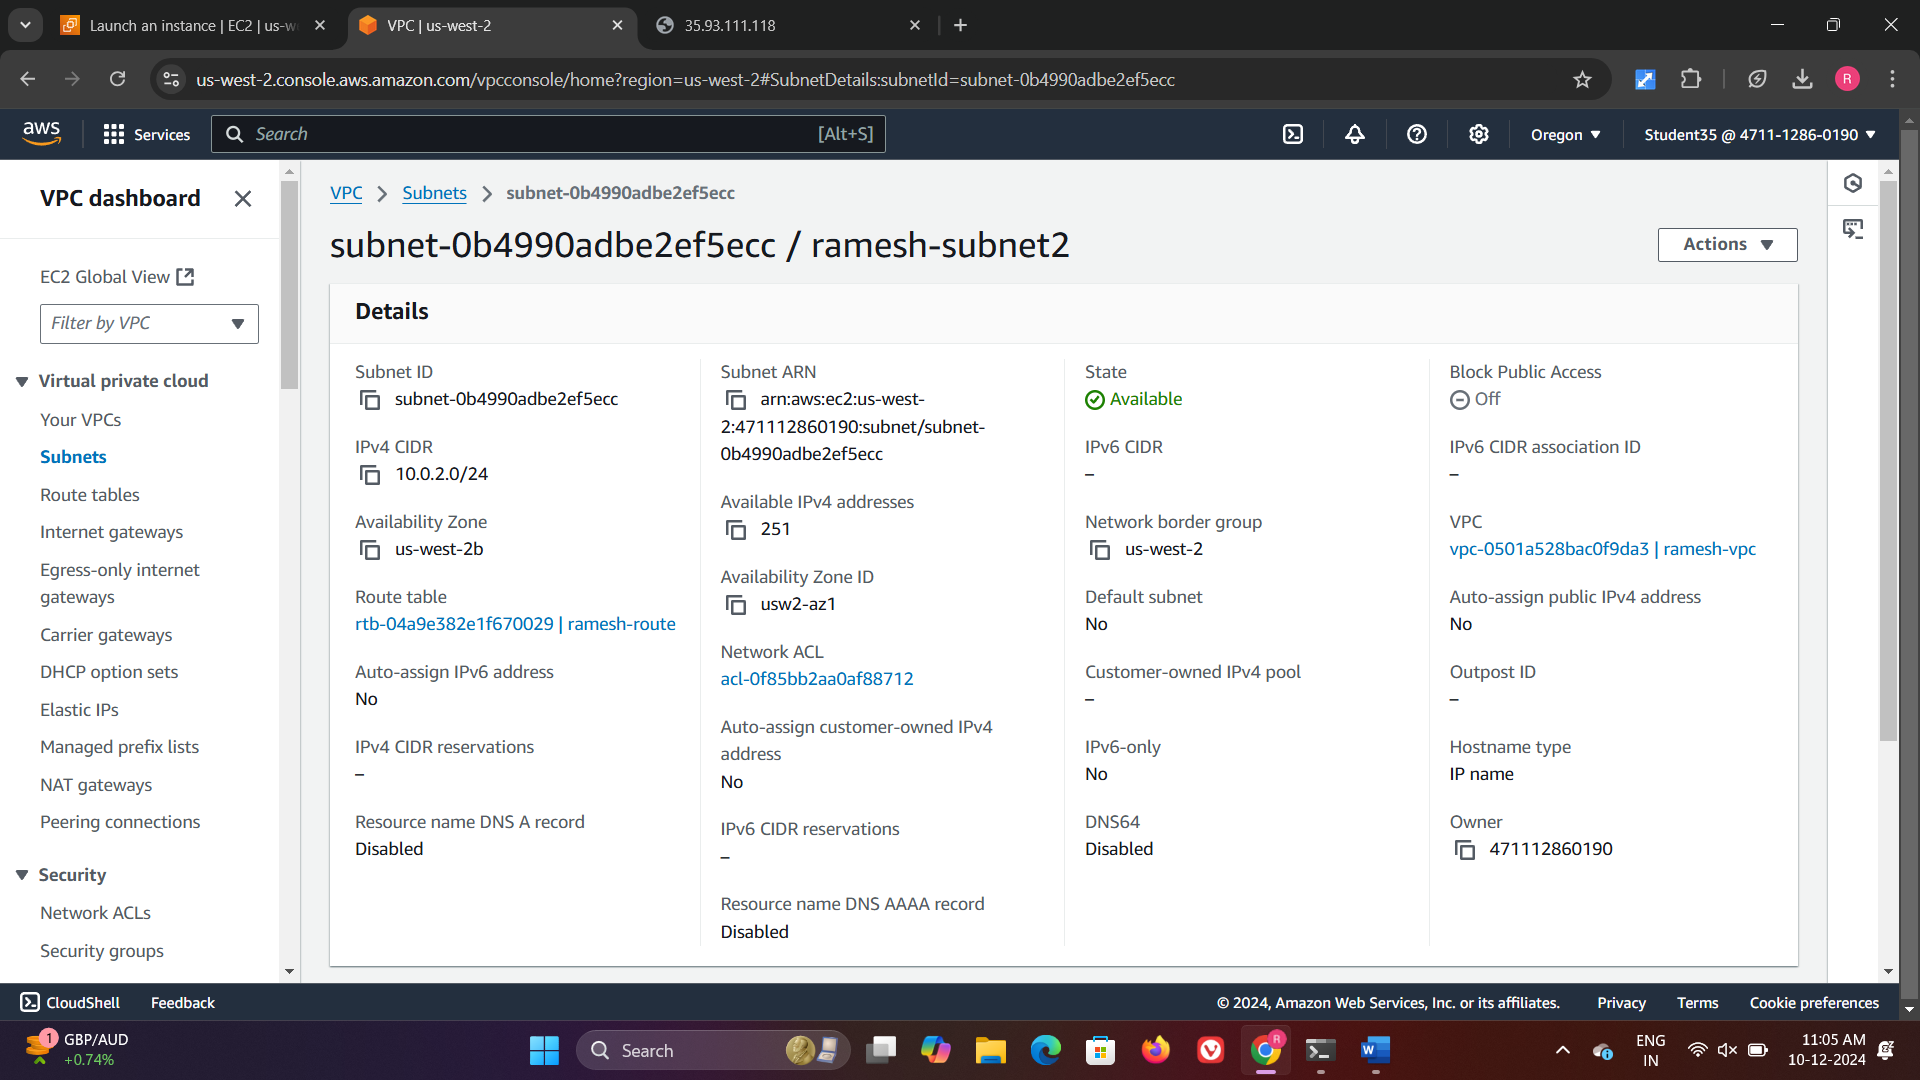 Launch an instance | EC2 | us-w
VPC | us-west-2
35.93.111.118
us-west-2.console.aws.amazon.com/vpcconsole/home?region=us-west-2#SubnetDetails:subnetId=subnet-0b4990adbe2ef5ecc
R
aws
Services
Search
[Alt+S]
Oregon
Student35 @ 4711-1286-0190
VPC dashboard
EC2 Global View
Filter by VPC
Virtual private cloud
Your VPCs
Subnets
Route tables
Internet gateways
Egress-only internet
gateways
Carrier gateways
DHCP option sets
Elastic IPs
Managed prefix lists
NAT gateways
Peering connections
Security
Network ACLs
Security groups
VPC
Subnets
subnet-0b4990adbe2ef5ecc
subnet-0b4990adbe2ef5ecc / ramesh-subnet2
Actions
Details
Subnet ID
subnet-0b4990adbe2ef5ecc
IPv4 CIDR
10.0.2.0/24
Availability Zone
us-west-2b
Route table
rtb-04a9e382e1f670029 | ramesh-route
Auto-assign IPv6 address
No
IPv4 CIDR reservations
–
Resource name DNS A record
Disabled
Subnet ARN
arn:aws:ec2:us-west-
2:471112860190:subnet/subnet-
0b4990adbe2ef5ecc
Available IPv4 addresses
251
Availability Zone ID
usw2-az1
Network ACL
acl-0f85bb2aa0af88712
Auto-assign customer-owned IPv4
address
No
IPv6 CIDR reservations
–
Resource name DNS AAAA record
Disabled
State
Available
IPv6 CIDR
–
Network border group
us-west-2
Default subnet
No
Customer-owned IPv4 pool
–
IPv6-only
No
DNS64
Disabled
Block Public Access
Off
IPv6 CIDR association ID
–
VPC
vpc-0501a528bac0f9da3 | ramesh-vpc
Auto-assign public IPv4 address
No
Outpost ID
–
Hostname type
IP name
Owner
471112860190
CloudShell
Feedback
© 2024, Amazon Web Services, Inc. or its affiliates.
Privacy
Terms
Cookie preferences
1
GBP/AUD
+0.74%
Search
R
W
ENG
IN
11:05 AM
10-12-2024